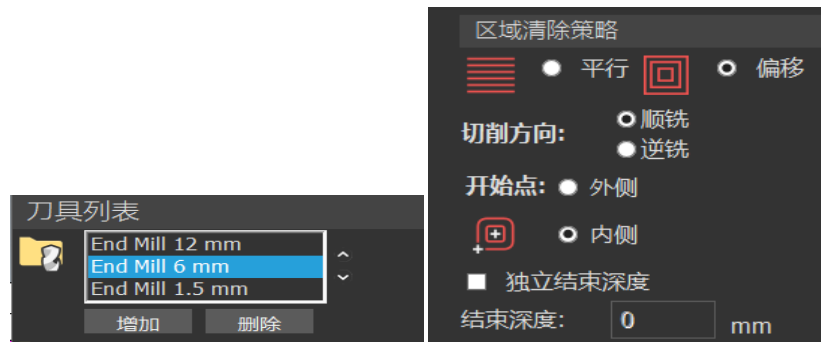 刀具列表
End Mill 12 mm
End Mill 6 mm
End Mill 1.5 mm
增加 删除
区域清除策略
平行 偏移
切削方向: 顺铣
逆铣
开始点: 外侧
内侧
独立结束深度
结束深度: 0 mm